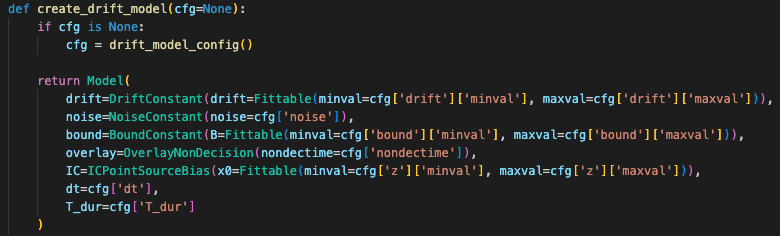 def create_drift_model(cfg=None):
    if cfg is None:
        cfg = drift_model_config()

    return Model(
        drift=DriftConstant(drift=Fittable(minval=cfg['drift']['minval'], maxval=cfg['drift']['maxval'])),
        noise=NoiseConstant(noise=cfg['noise']),
        bound=BoundConstant(B=Fittable(minval=cfg['bound']['minval'], maxval=cfg['bound']['maxval'])),
        overlay=OverlayNonDecision(nondectime=cfg['nondectime']),
        IC=ICPointSourceBias(x0=Fittable(minval=cfg['z']['minval'], maxval=cfg['z']['maxval'])),
        dt=cfg['dt'],
        T_dur=cfg['T_dur']
    )